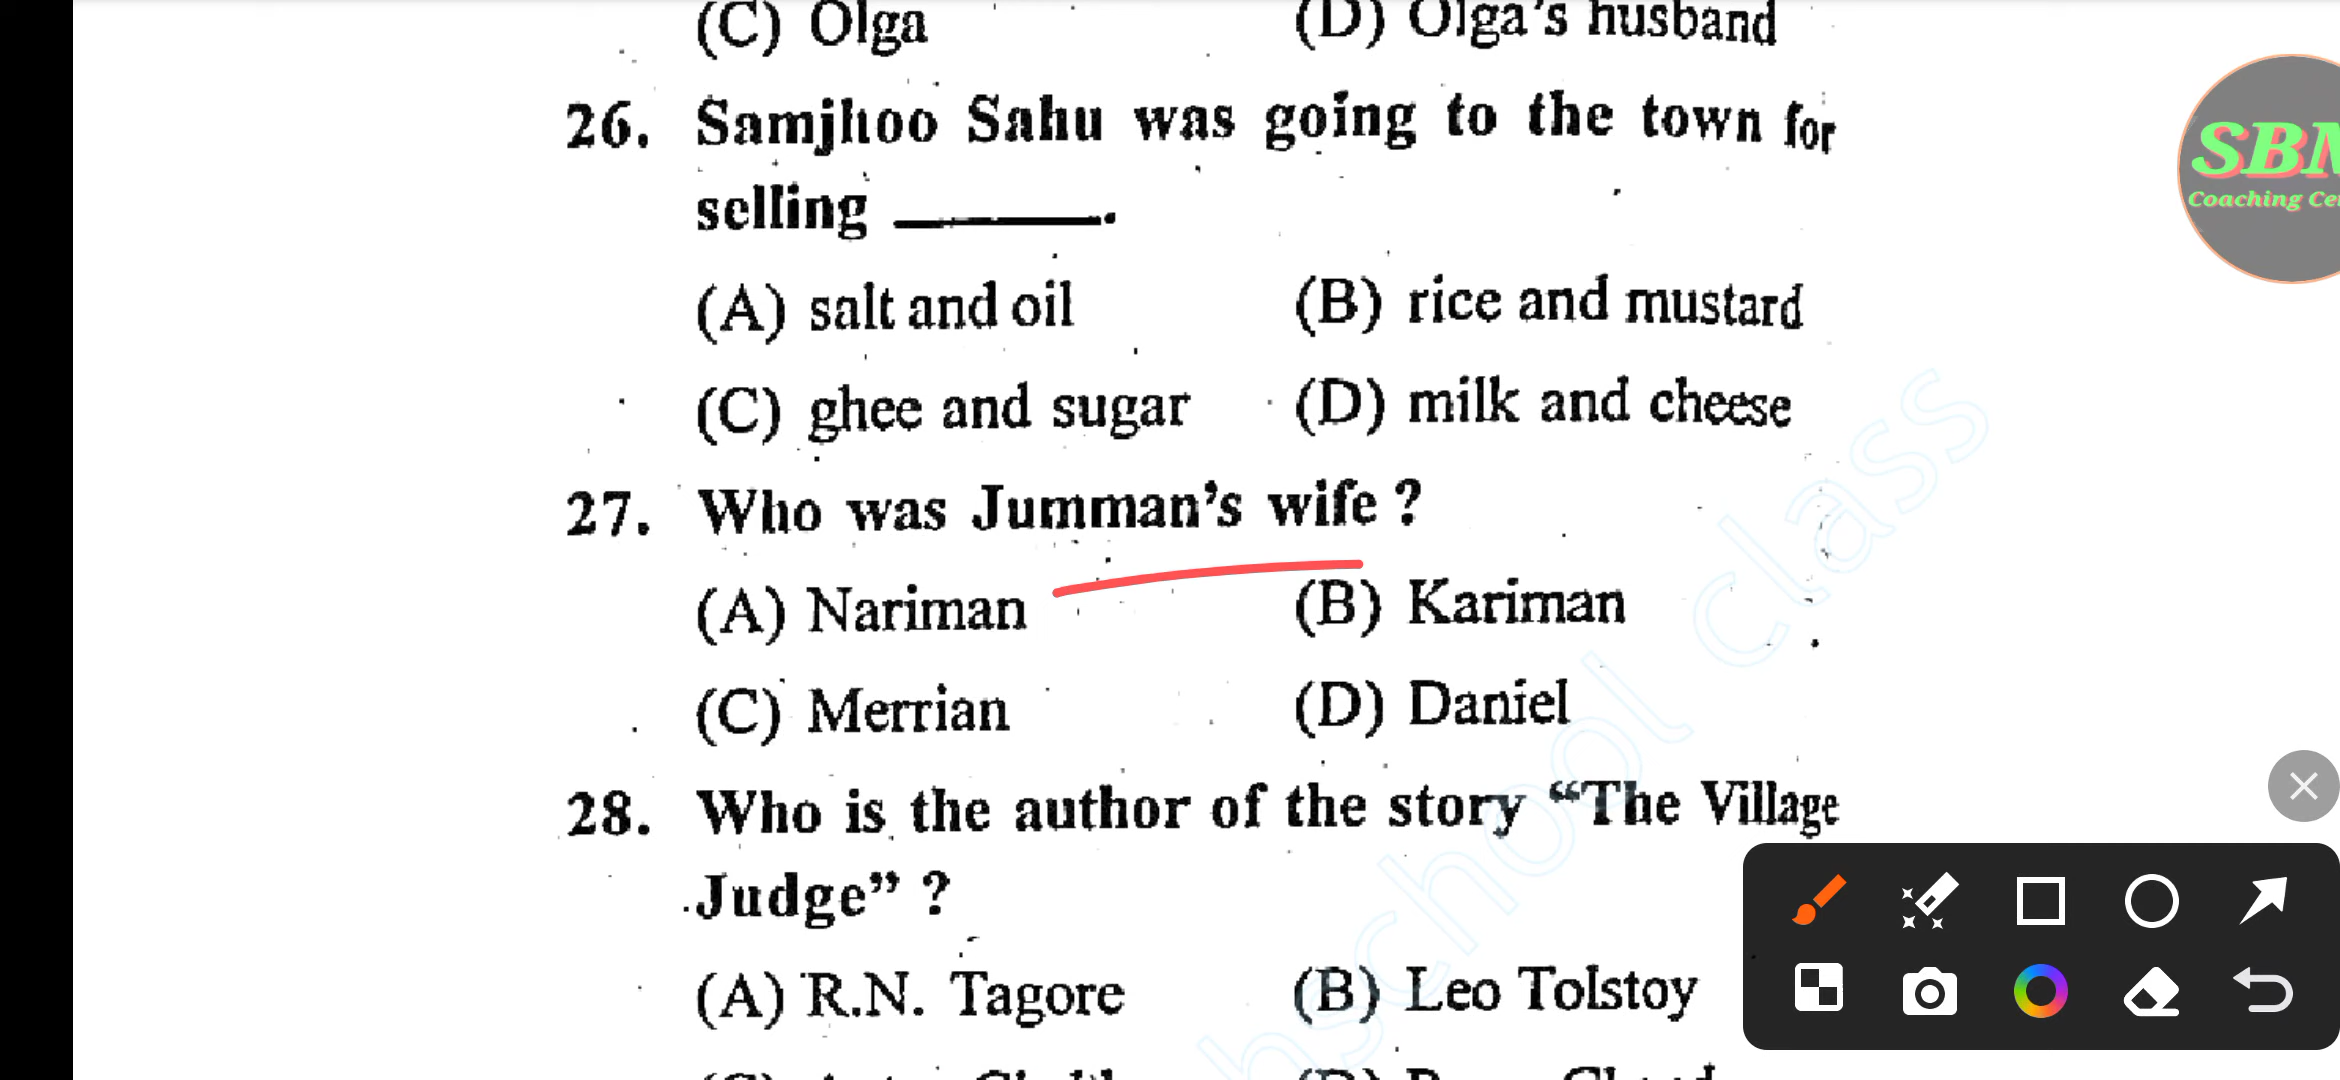 (C) Olga (D) Olga's husband
26. Samjhoo Sahu was going to the town for
selling ______.
(A) salt and oil (B) rice and mustard
(C) ghee and sugar (D) milk and cheese
27. Who was Jumman's wife ?
(A) Nariman (B) Kariman
(C) Merrian (D) Daniel
28. Who is the author of the story “The Village
Judge” ?
(A) R.N. Tagore (B) Leo Tolstoy
SBM
Coaching
school class